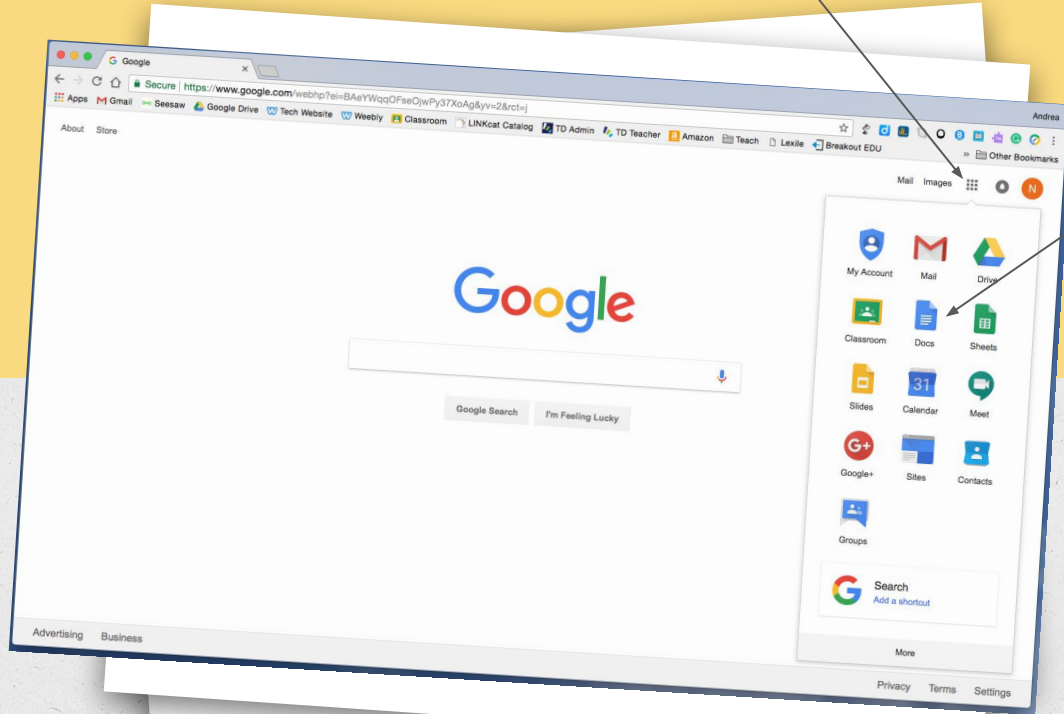 Andrea
G Google
Secure | https://www.google.com/webhp?ei=BAeYWqqOFseOjwPy37XoAg&yv=2&rct=j
Apps Gmail Seesaw Google Drive Tech Website Weebly Classroom LINKcat Catalog TD Admin TD Teacher Amazon Teach Lexile Breakout EDU » Other Bookmarks
About Store
Mail Images N
My Account Mail Drive
Google
Classroom Docs Sheets
31
Slides Calendar Meet
G+
Google+ Sites Contacts
Google Search I'm Feeling Lucky
Groups
G Search
Add a shortcut
More
Advertising Business
Privacy Terms Settings